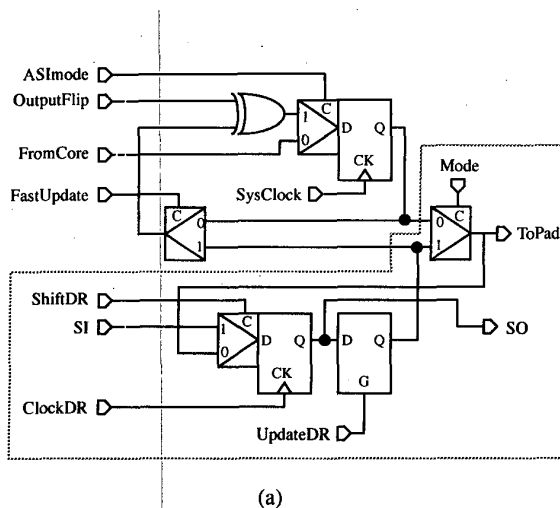 ASImode
OutputFlip
C
1
0
D
Q
FromCore
CK
Mode
FastUpdate
SysClock
C
0
1
C
0
1
ToPad
ShiftDR
SI
C
1
0
D
Q
D
Q
SO
CK
G
ClockDR
UpdateDR
(a)